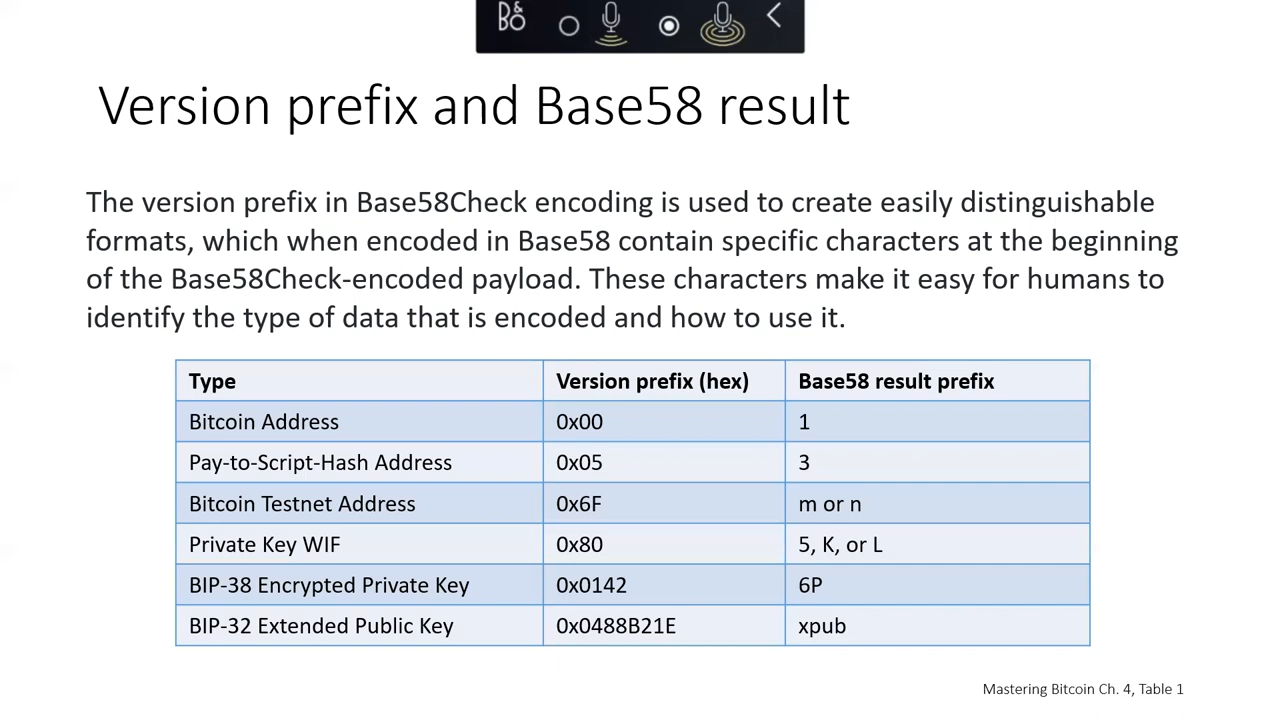 B&O
Version prefix and Base58 result
The version prefix in Base58Check encoding is used to create easily distinguishable
formats, which when encoded in Base58 contain specific characters at the beginning
of the Base58Check-encoded payload. These characters make it easy for humans to
identify the type of data that is encoded and how to use it.
Type Version prefix (hex) Base58 result prefix
Bitcoin Address 0x00 1
Pay-to-Script-Hash Address 0x05 3
Bitcoin Testnet Address 0x6F m or n
Private Key WIF 0x80 5, K, or L
BIP-38 Encrypted Private Key 0x0142 6P
BIP-32 Extended Public Key 0x0488B21E xpub
Mastering Bitcoin Ch. 4, Table 1